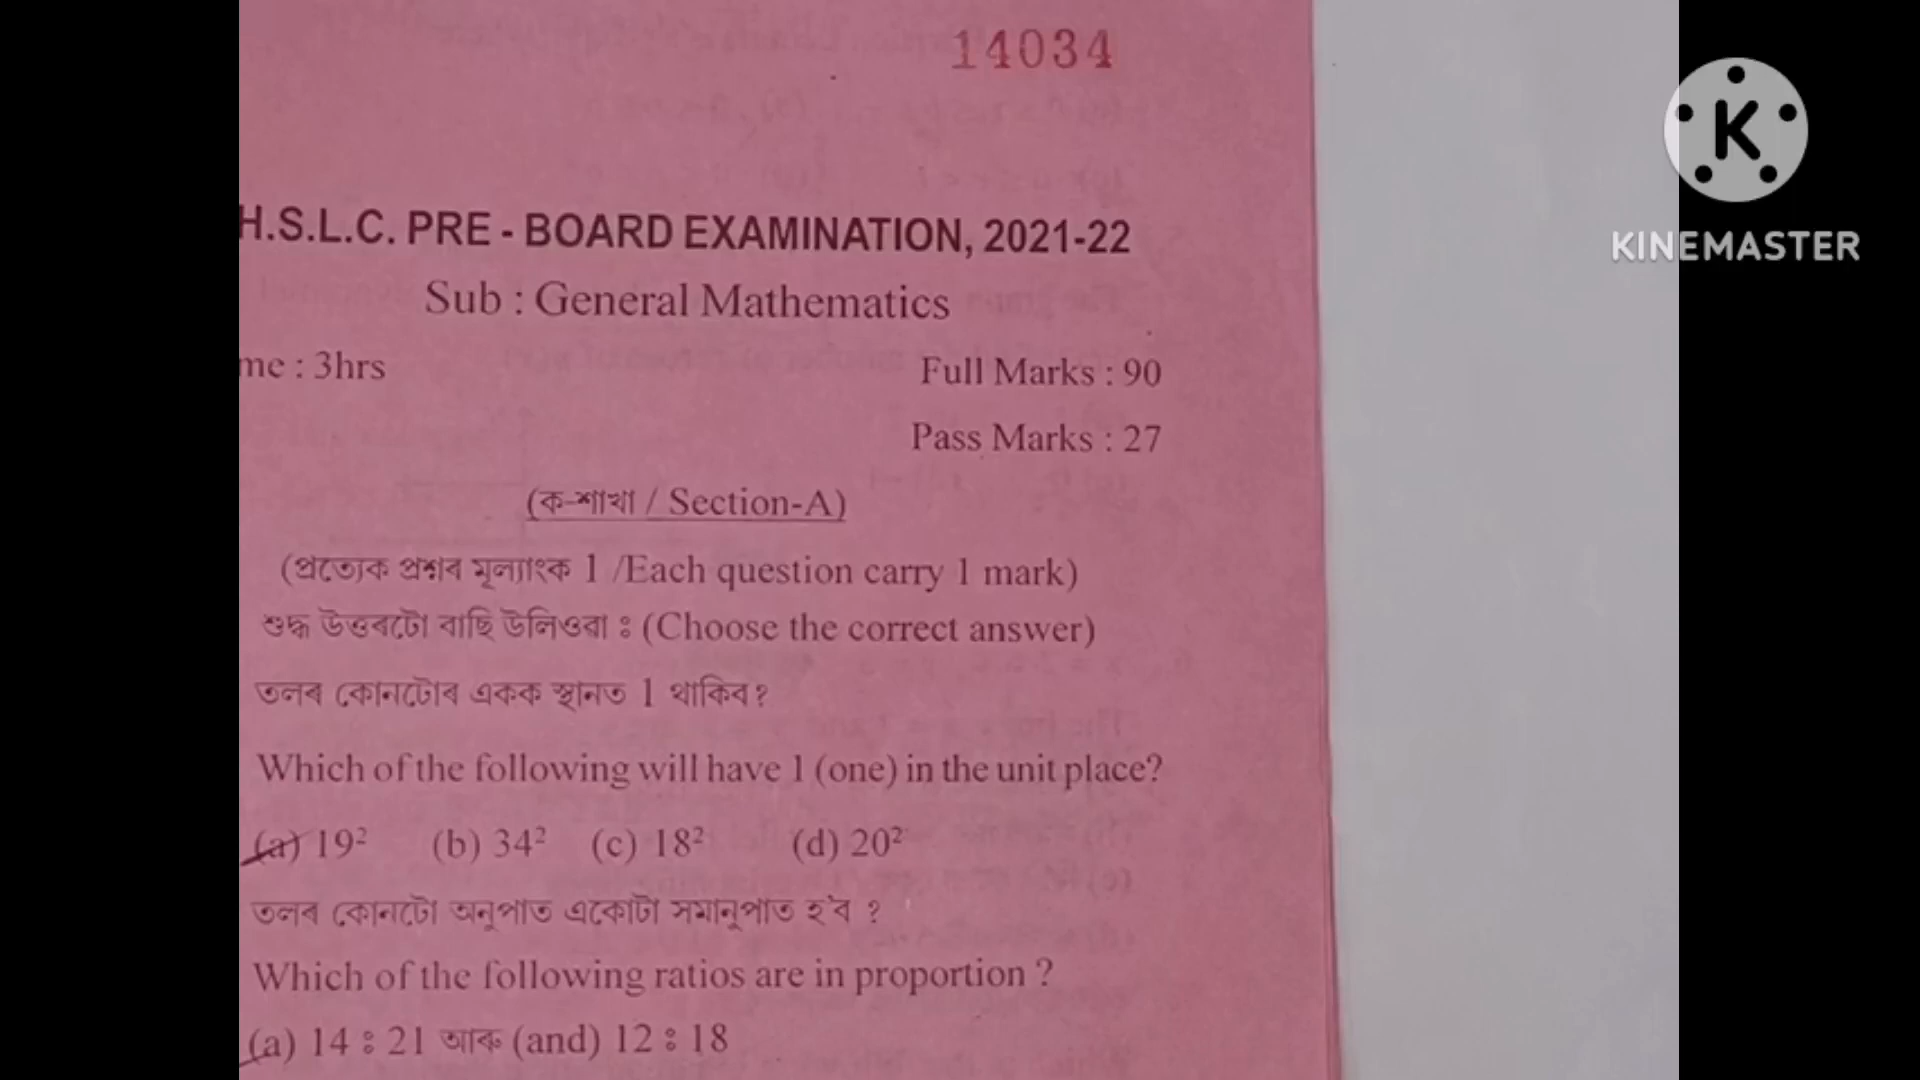 14034
H.S.L.C. PRE - BOARD EXAMINATION, 2021-22
Sub : General Mathematics
me : 3hrs
Full Marks : 90
Pass Marks : 27
(ক-শাখা / Section-A)
(প্ৰত্যেক প্ৰশ্নৰ মূল্যাংক 1 /Each question carry 1 mark)
শুদ্ধ উত্তৰটো বাছি উলিওৱা ঃ (Choose the correct answer)
তলৰ কোনটোৰ একক স্থানত 1 থাকিব?
Which of the following will have 1 (one) in the unit place?
(a) 19² (b) 34² (c) 18² (d) 20²
তলৰ কোনটো অনুপাত একোটা সমানুপাত হ'ব ?
Which of the following ratios are in proportion ?
(a) 14 ঃ 21 আৰু (and) 12 ঃ 18
K
KINEMASTER